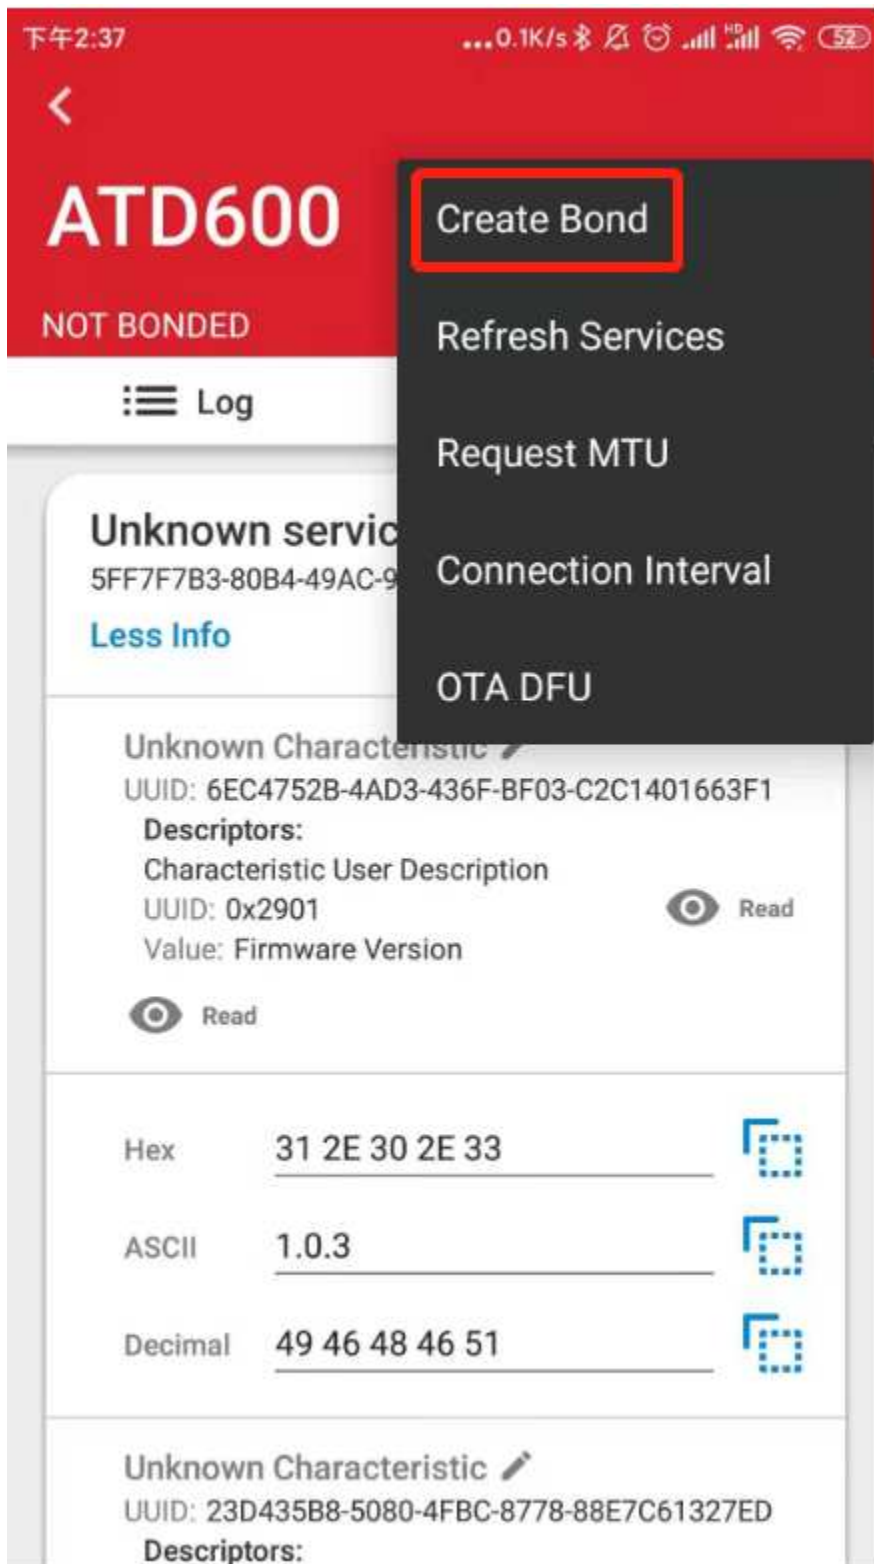 下午2:37
...0.1K/s HD 52
ATD600
Create Bond
NOT BONDED
Refresh Services
Log
Request MTU
Unknown servic
5FF7F7B3-80B4-49AC-9
Connection Interval
Less Info
OTA DFU
Unknown Characteristic
UUID: 6EC4752B-4AD3-436F-BF03-C2C1401663F1
Descriptors:
Characteristic User Description
UUID: 0x2901
Read
Value: Firmware Version
Read
Hex 31 2E 30 2E 33
ASCII 1.0.3
Decimal 49 46 48 46 51
Unknown Characteristic
UUID: 23D435B8-5080-4FBC-8778-88E7C61327ED
Descriptors: